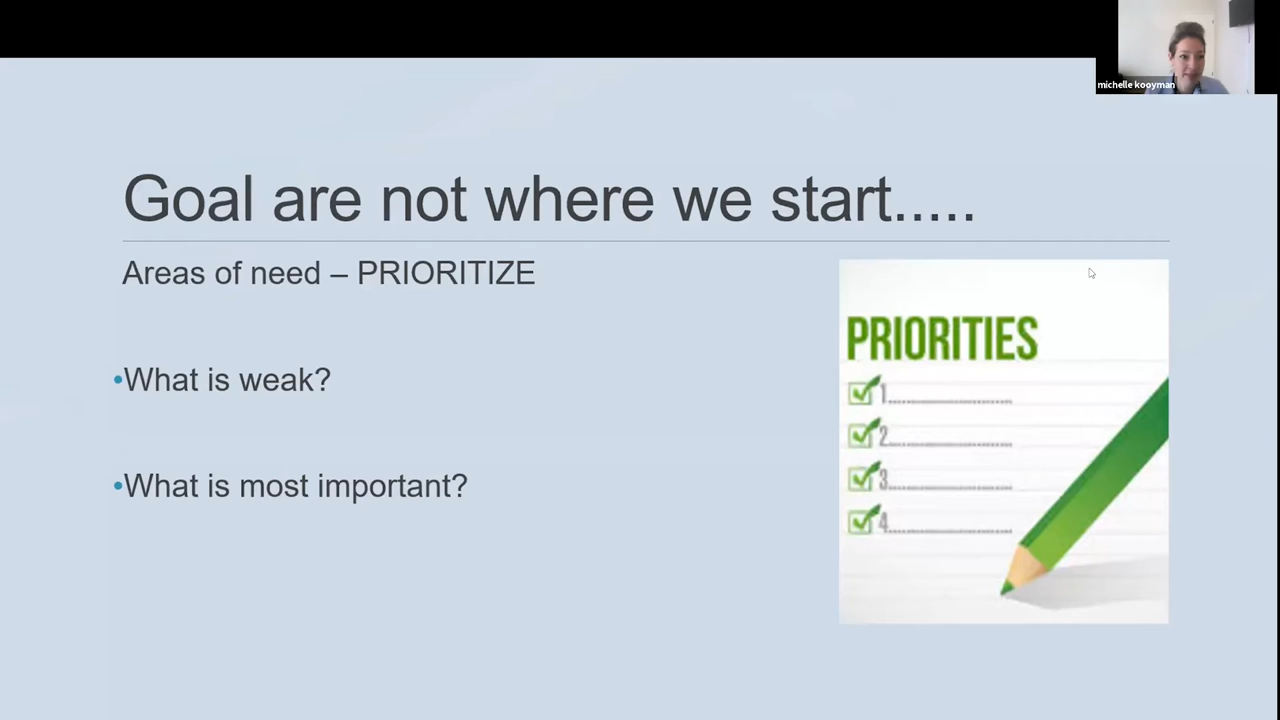 michelle kooyman
Goal are not where we start.....
Areas of need – PRIORITIZE
•What is weak?
•What is most important?
PRIORITIES
1..............................
2..............................
3..............................
4..............................